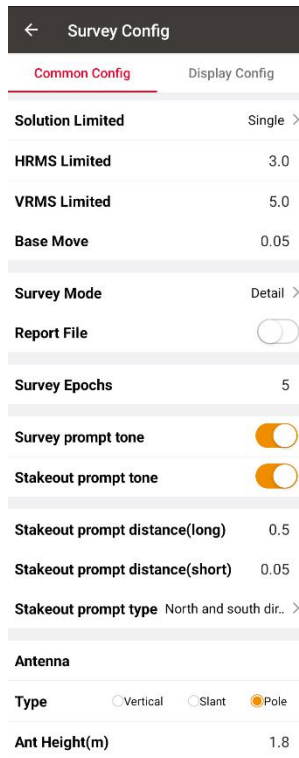 Survey Config
Common Config Display Config
Solution Limited Single
HRMS Limited 3.0
VRMS Limited 5.0
Base Move 0.05
Survey Mode Detail
Report File
Survey Epochs 5
Survey prompt tone
Stakeout prompt tone
Stakeout prompt distance(long) 0.5
Stakeout prompt distance(short) 0.05
Stakeout prompt type North and south dir..
Antenna
Type Vertical Slant Pole
Ant Height(m) 1.8